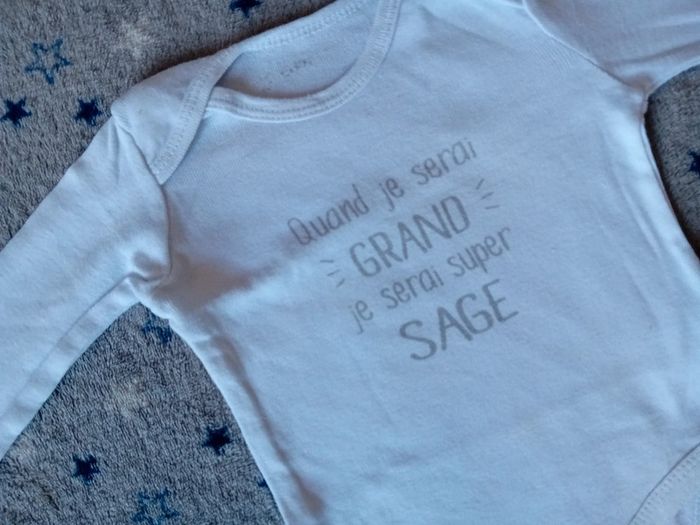 Quand je serai
GRAND
je serai super
SAGE